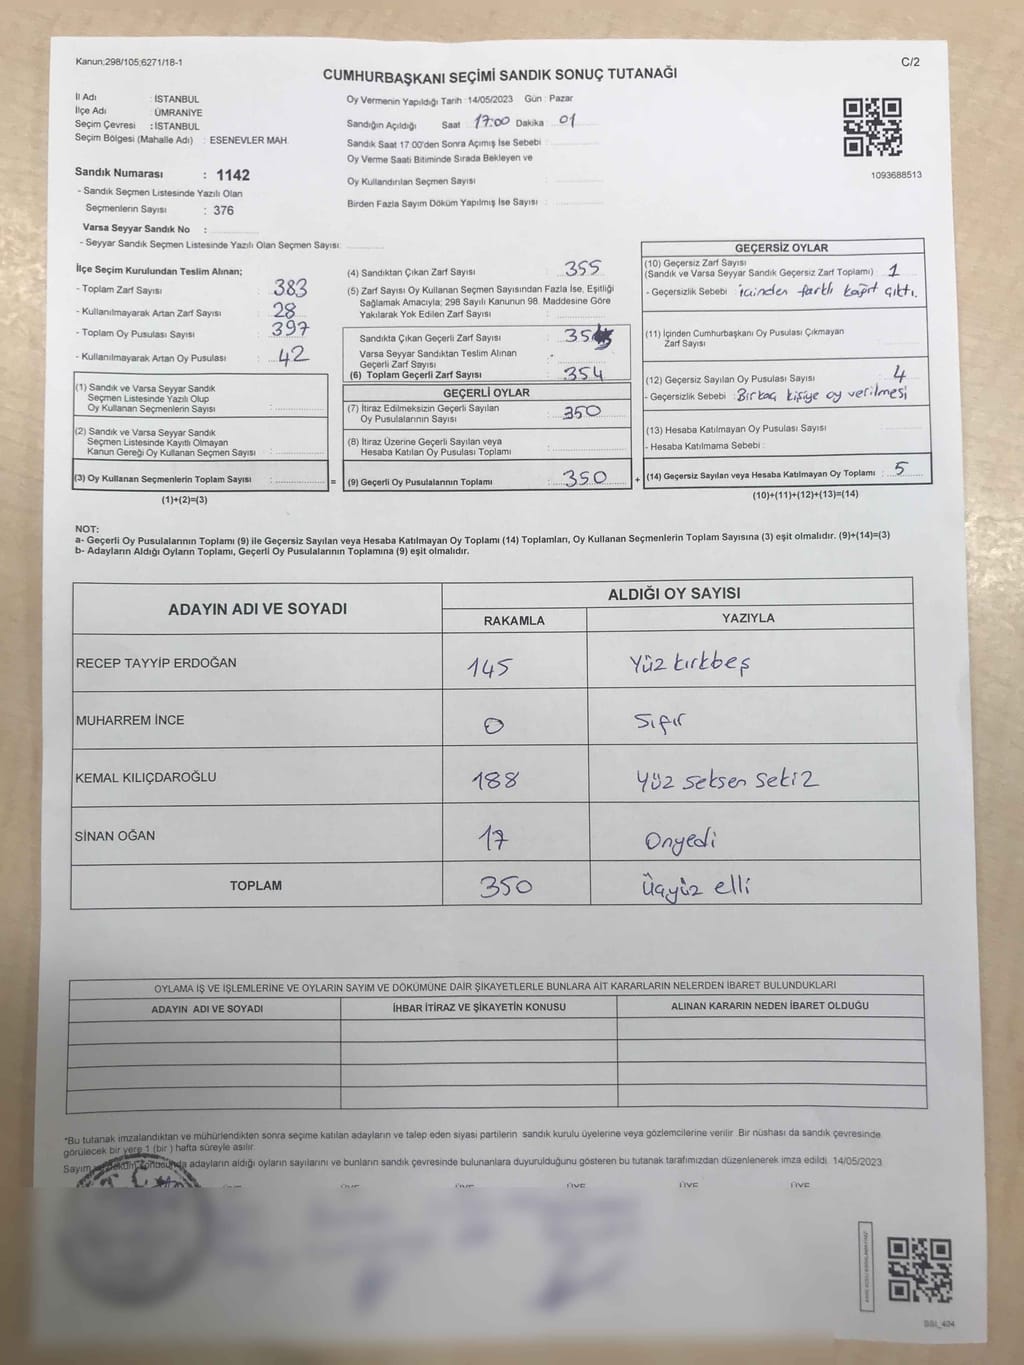 Kanun;298/105;6271/18-1
C/2
CUMHURBAŞKANI SEÇİMİ SANDIK SONUÇ TUTANAĞI
İl Adı : İSTANBUL
İlçe Adı : ÜMRANİYE
Seçim Çevresi : İSTANBUL
Seçim Bölgesi (Mahalle Adı) : ESENEVLER MAH.
Sandık Numarası : 1142
- Sandık Seçmen Listesinde Yazılı Olan
Seçmenlerin Sayısı : 376
Varsa Seyyar Sandık No :
- Seyyar Sandık Seçmen Listesinde Yazılı Olan Seçmen Sayısı:
Oy Vermenin Yapıldığı Tarih :14/05/2023 Gün : Pazar
Sandığın Açıldığı Saat : 17:00 Dakika : 01
Sandık Saat 17:00'den Sonra Açımış İse Sebebi :
Oy Verme Saati Bitiminde Sırada Bekleyen ve
Oy Kullandırılan Seçmen Sayısı :
Birden Fazla Sayım Döküm Yapılmış İse Sayısı :
1093688513
İlçe Seçim Kurulundan Teslim Alınan;
- Toplam Zarf Sayısı : 383
- Kullanılmayarak Artan Zarf Sayısı : 28
- Toplam Oy Pusulası Sayısı : 397
- Kullanılmayarak Artan Oy Pusulası : 42
(1) Sandık ve Varsa Seyyar Sandık
Seçmen Listesinde Yazılı Olup
Oy Kullanan Seçmenlerin Sayısı :
(2) Sandık ve Varsa Seyyar Sandık
Seçmen Listesinde Kayıtlı Olmayan
Kanun Gereği Oy Kullanan Seçmen Sayısı :
(3) Oy Kullanan Seçmenlerin Toplam Sayısı : =
(1)+(2)=(3)
(4) Sandıktan Çıkan Zarf Sayısı : 355
(5) Zarf Sayısı Oy Kullanan Seçmen Sayısından Fazla İse, Eşitliği
Sağlamak Amacıyla; 298 Sayılı Kanunun 98. Maddesine Göre
Yakılarak Yok Edilen Zarf Sayısı :
Sandıkta Çıkan Geçerli Zarf Sayısı : 35
Varsa Seyyar Sandıktan Teslim Alınan
Geçerli Zarf Sayısı :
(6) Toplam Geçerli Zarf Sayısı : 354
GEÇERLİ OYLAR
(7) İtiraz Edilmeksizin Geçerli Sayılan
Oy Pusulalarının Sayısı : 350
(8) İtiraz Üzerine Geçerli Sayılan veya
Hesaba Katılan Oy Pusulası Toplamı :
(9) Geçerli Oy Pusulalarının Toplamı : 350 +
GEÇERSİZ OYLAR
(10) Geçersiz Zarf Sayısı
(Sandık ve Varsa Seyyar Sandık Geçersiz Zarf Toplamı) : 1
- Geçersizlik Sebebi : içinden farklı kağıt çıktı.
(11) İçinden Cumhurbaşkanı Oy Pusulası Çıkmayan
Zarf Sayısı :
(12) Geçersiz Sayılan Oy Pusulası Sayısı : 4
- Geçersizlik Sebebi : Birkaç kişiye oy verilmesi
(13) Hesaba Katılmayan Oy Pusulası Sayısı :
- Hesaba Katılmama Sebebi :
(14) Geçersiz Sayılan veya Hesaba Katılmayan Oy Toplamı : 5
(10)+(11)+(12)+(13)=(14)
NOT:
a- Geçerli Oy Pusulalarının Toplamı (9) ile Geçersiz Sayılan veya Hesaba Katılmayan Oy Toplamı (14) Toplamları, Oy Kullanan Seçmenlerin Toplam Sayısına (3) eşit olmalıdır. (9)+(14)=(3)
b- Adayların Aldığı Oyların Toplamı, Geçerli Oy Pusulalarının Toplamına (9) eşit olmalıdır.
ADAYIN ADI VE SOYADI
ALDIĞI OY SAYISI
RAKAMLA YAZIYLA
RECEP TAYYİP ERDOĞAN 145 Yüz kırkbeş
MUHARREM İNCE 0 Sıfır
KEMAL KILIÇDAROĞLU 188 Yüz seksen sekiz
SİNAN OĞAN 17 Onyedi
TOPLAM 350 Üçyüz elli
OYLAMA İŞ VE İŞLEMLERİNE VE OYLARIN SAYIM VE DÖKÜMÜNE DAİR ŞİKAYETLERLE BUNLARA AİT KARARLARIN NELERDEN İBARET BULUNDUKLARI
ADAYIN ADI VE SOYADI İHBAR İTİRAZ VE ŞİKAYETİN KONUSU ALINAN KARARIN NEDEN İBARET OLDUĞU
*Bu tutanak imzalandıktan ve mühürlendikten sonra seçime katılan adayların ve talep eden siyasi partilerin sandık kurulu üyelerine veya gözlemcilerine verilir. Bir nüshası da sandık çevresinde
görülecek bir yere 1 (bir ) hafta süreyle asılır.
Sayım ve döküm sonucunda adayların aldığı oyların sayılarını ve bunların sandık çevresinde bulunanlara duyurulduğunu gösteren bu tutanak tarafımızdan düzenlenerek imza edildi. 14/05/2023
ÜYE ÜYE ÜYE ÜYE ÜYE